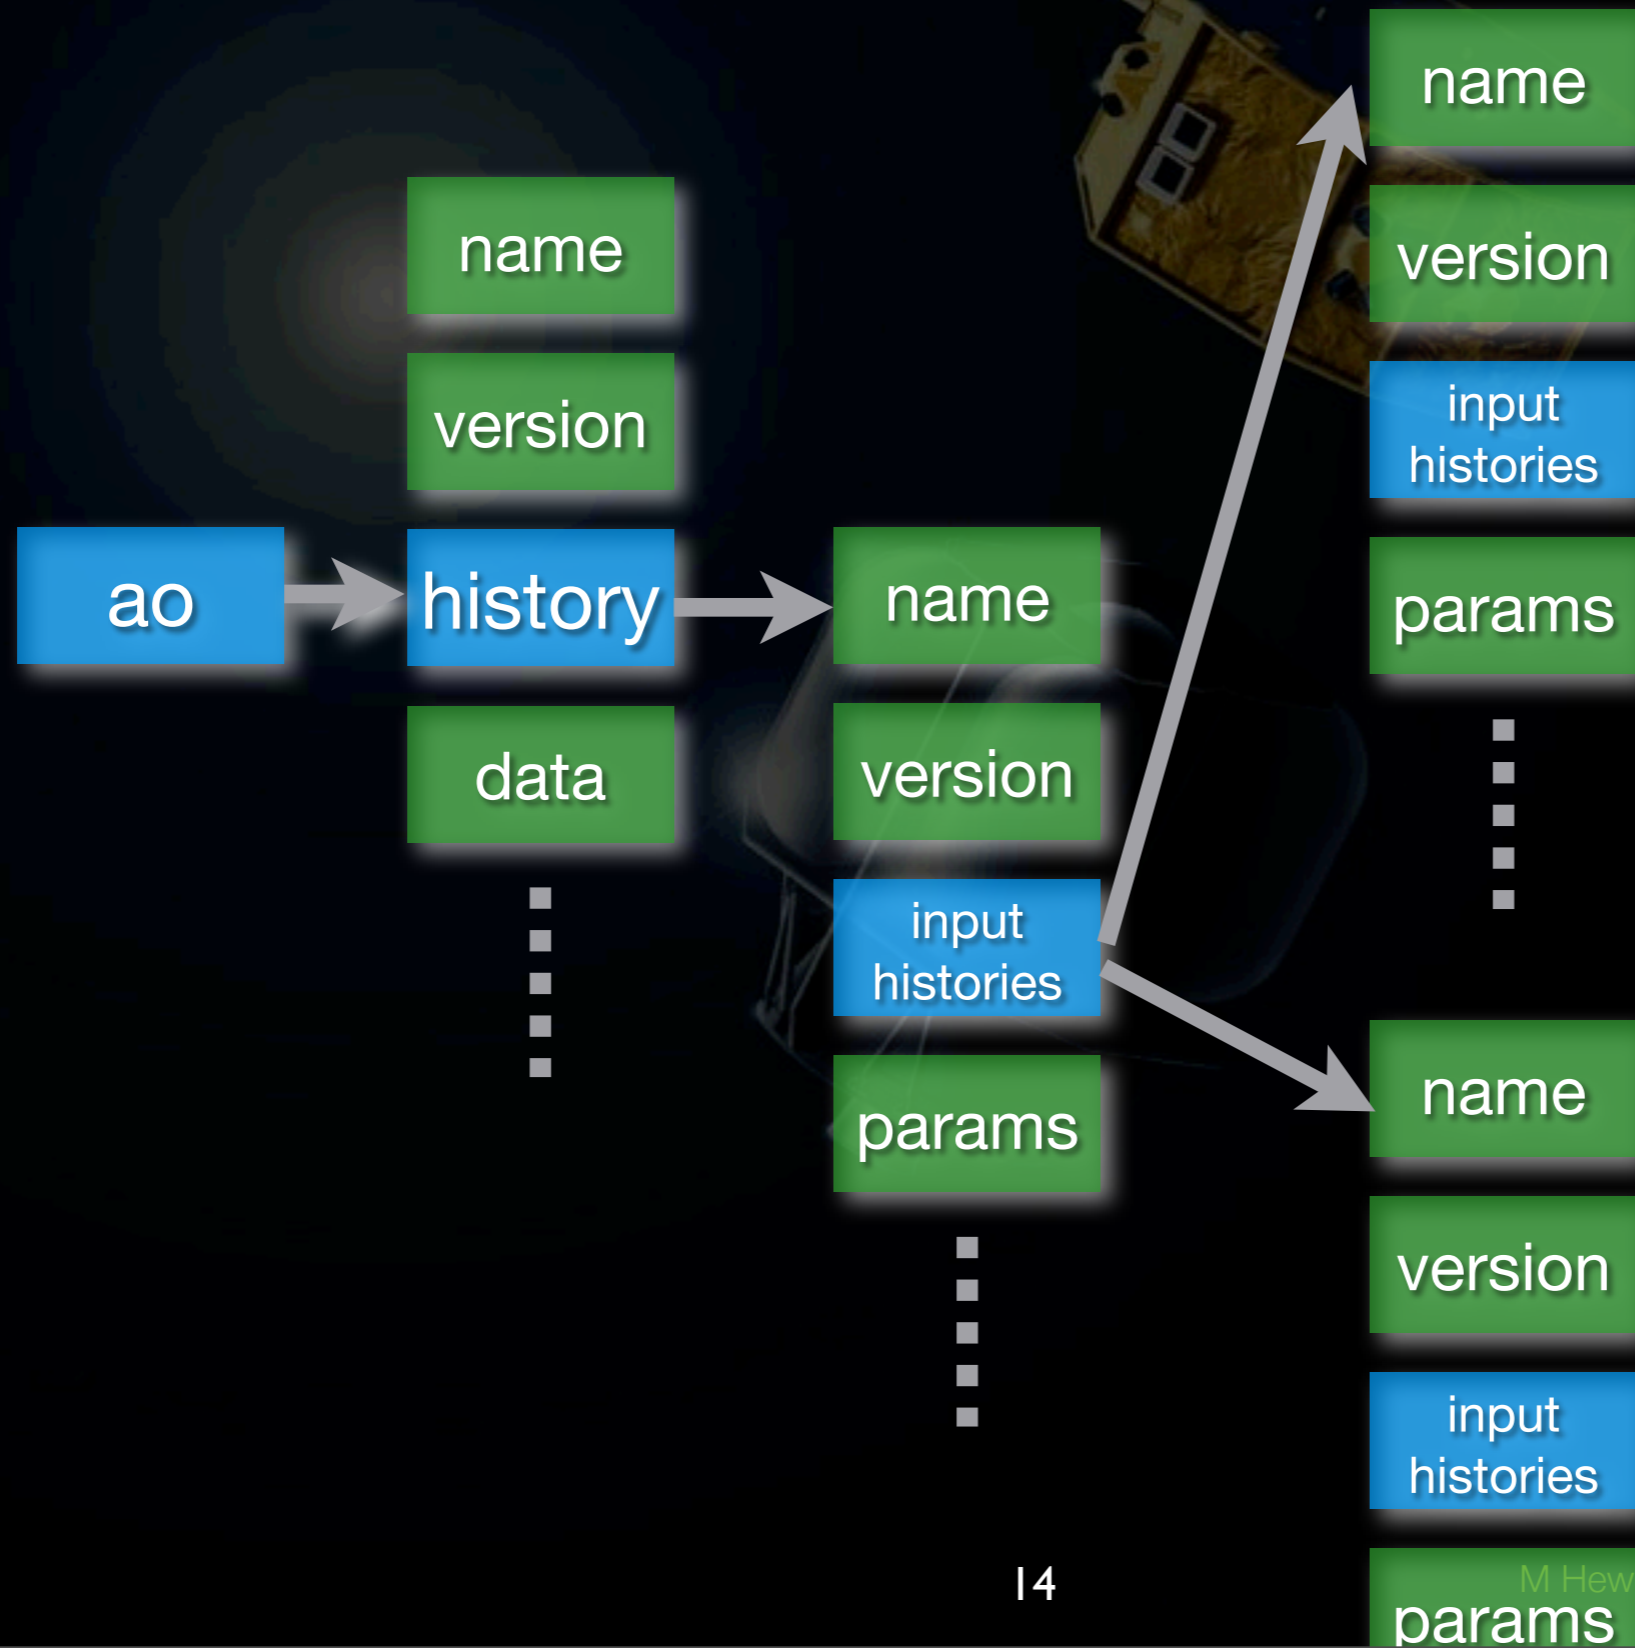 ao
name
version
history
data
name
version
input
histories
params
name
version
input
histories
params
name
version
input
histories
params
14
M Hew